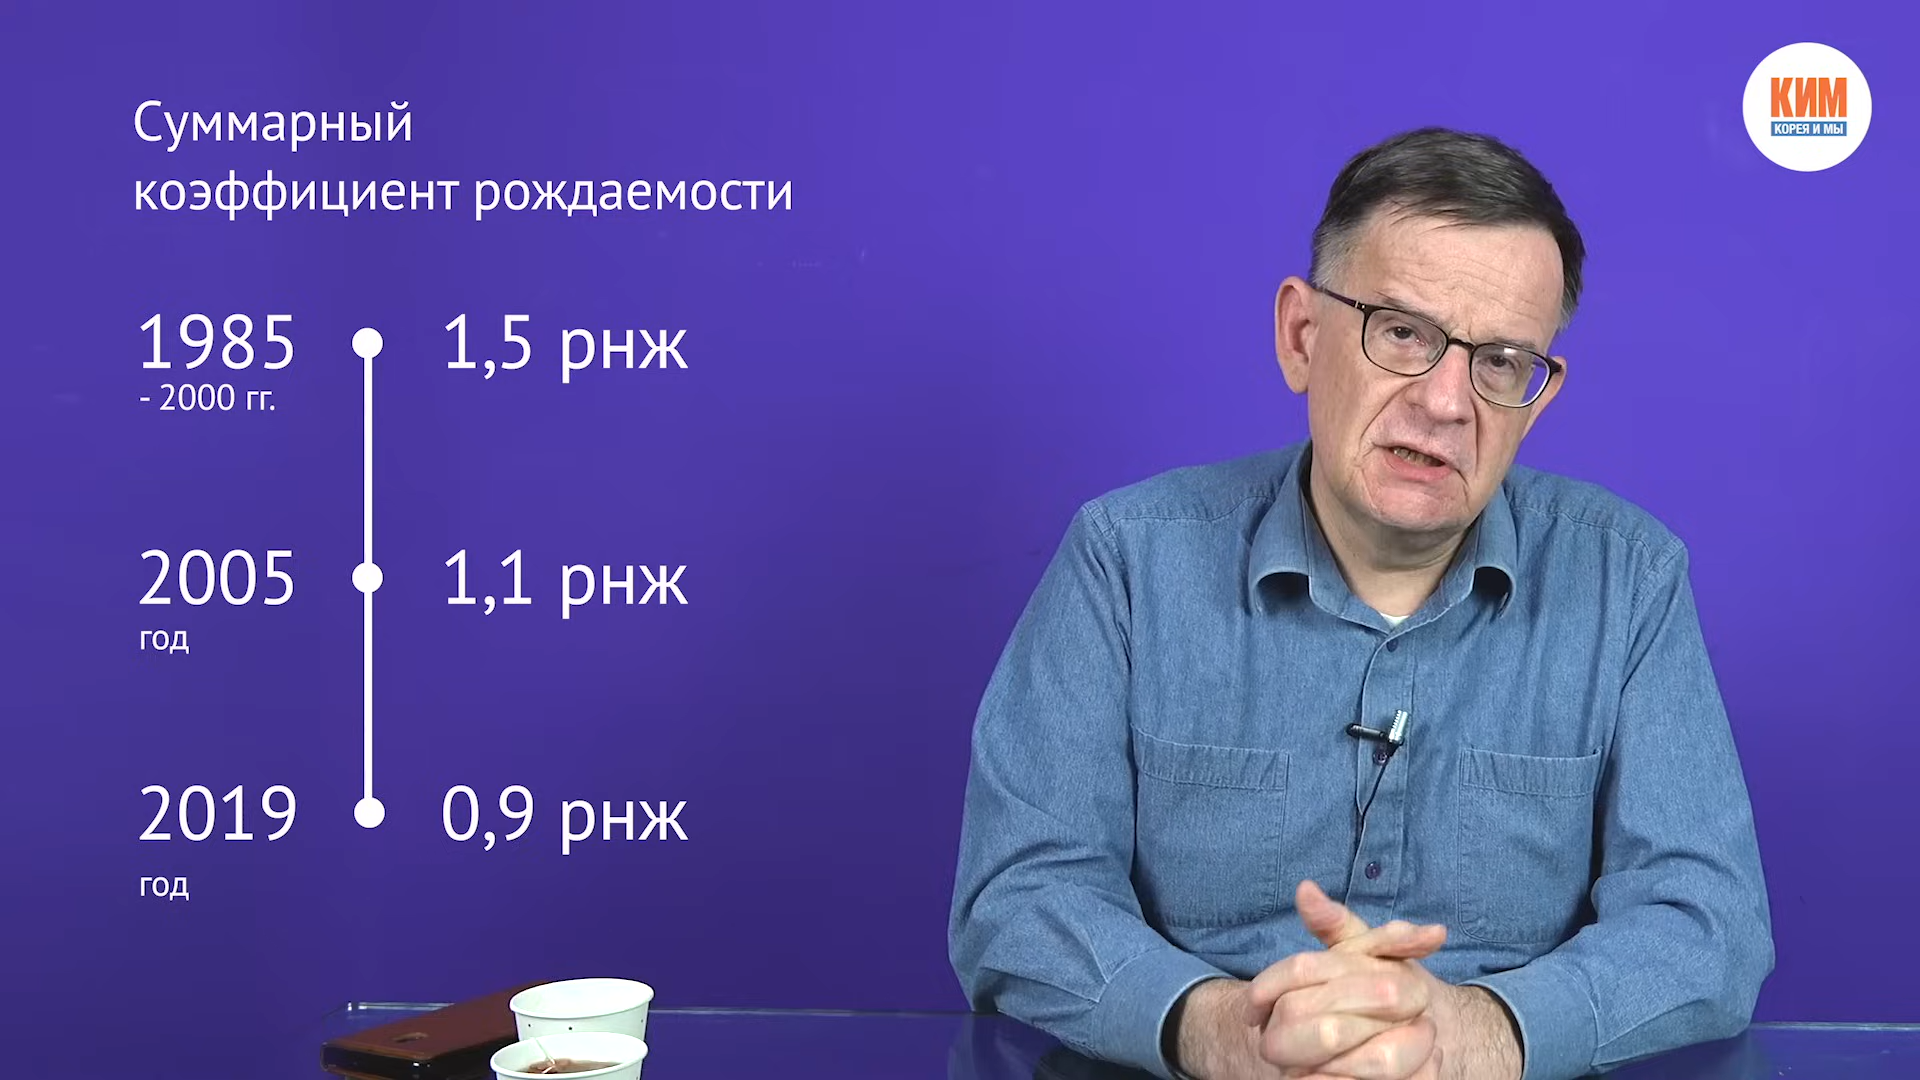 Суммарный
коэффициент рождаемости
1985
- 2000 гг.
1,5 рнж
2005
год
1,1 рнж
2019
год
0,9 рнж
КИМ
КОРЕЯ И МЫ